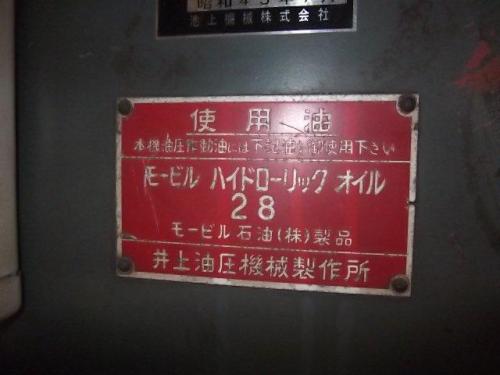 昭和45年7月
池上機械株式会社
使用油
本機油圧作動油には下記油御使用下さい
モービル ハイドローリック オイル
28
モービル石油(株)製品
井上油圧機械製作所